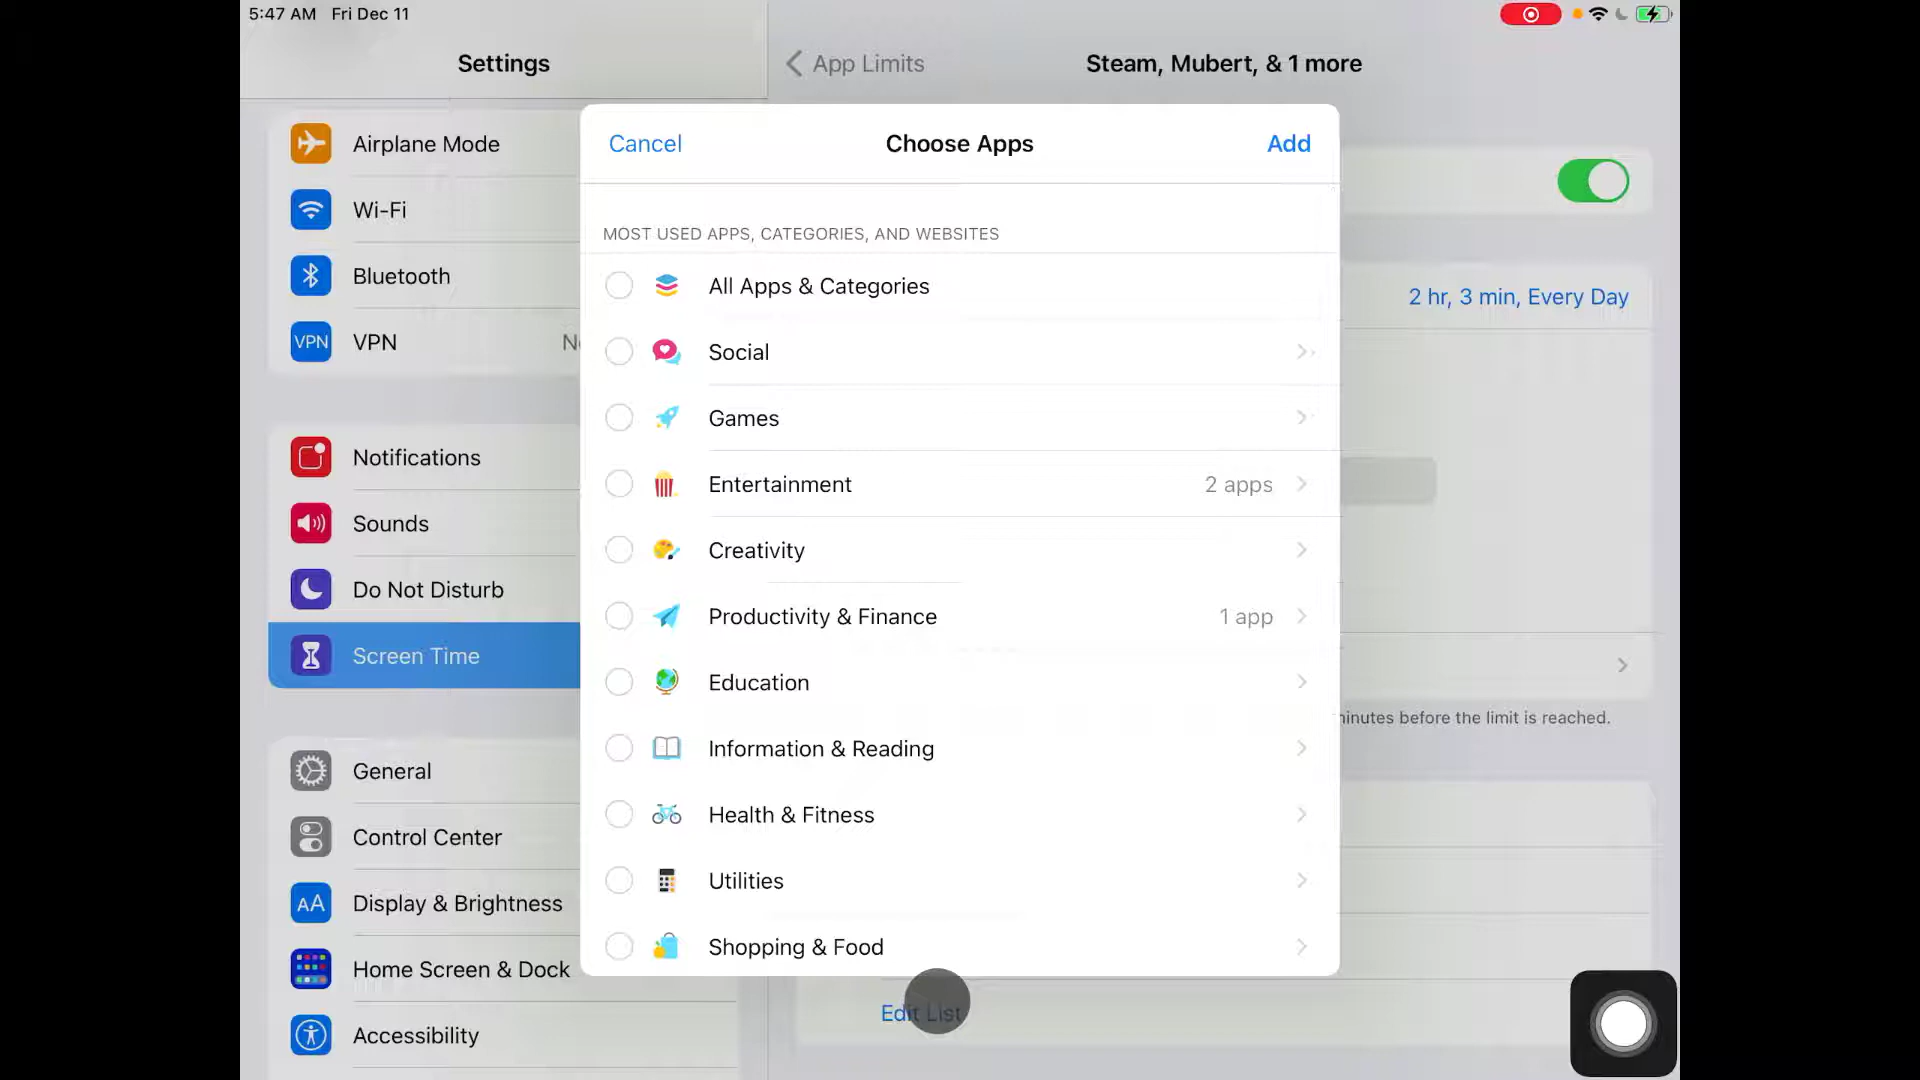 5:47 AM Fri Dec 11
Settings
App Limits
Steam, Mubert, & 1 more
Airplane Mode
Wi-Fi
Bluetooth
VPN VPN
Notifications
Sounds
Do Not Disturb
Screen Time
General
Control Center
AA Display & Brightness
Home Screen & Dock
Accessibility
Cancel Choose Apps Add
MOST USED APPS, CATEGORIES, AND WEBSITES
All Apps & Categories
Social
Games
Entertainment 2 apps
Creativity
Productivity & Finance 1 app
Education
Information & Reading
Health & Fitness
Utilities
Shopping & Food
2 hr, 3 min, Every Day
minutes before the limit is reached.
Edit List